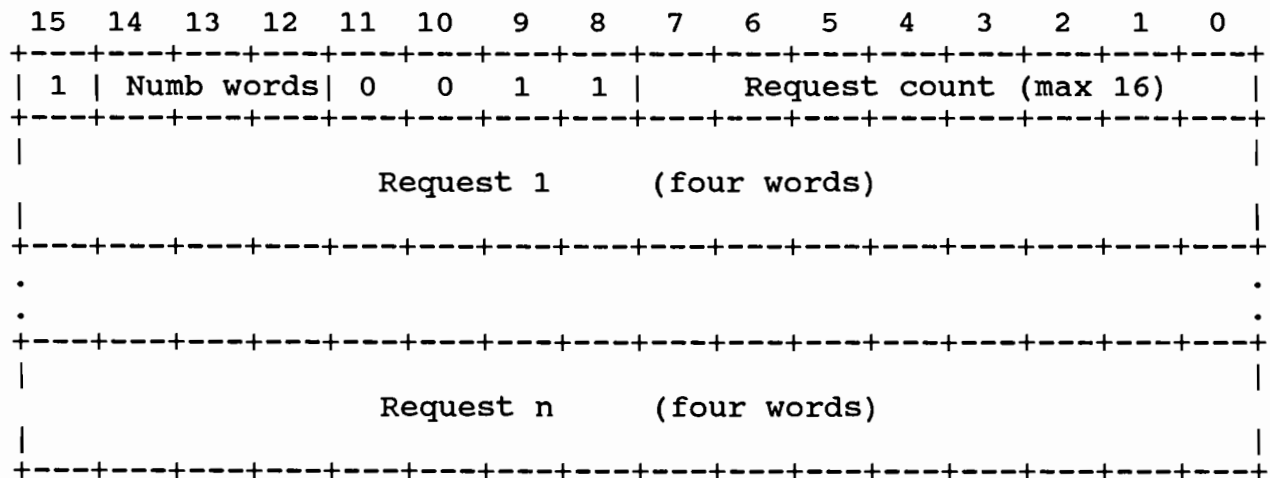 15 14 13 12 11 10 9 8 7 6 5 4 3 2 1 0
+---+---+---+---+---+---+---+---+---+---+---+---+---+---+---+---+
| 1 | Numb words| 0 0 1 1 | Request count (max 16) |
+---+---+---+---+---+---+---+---+---+---+---+---+---+---+---+---+
| |
Request 1 (four words)
| |
+---+---+---+---+---+---+---+---+---+---+---+---+---+---+---+---+
. .
. .
+---+---+---+---+---+---+---+---+---+---+---+---+---+---+---+---+
| |
Request n (four words)
| |
+---+---+---+---+---+---+---+---+---+---+---+---+---+---+---+---+